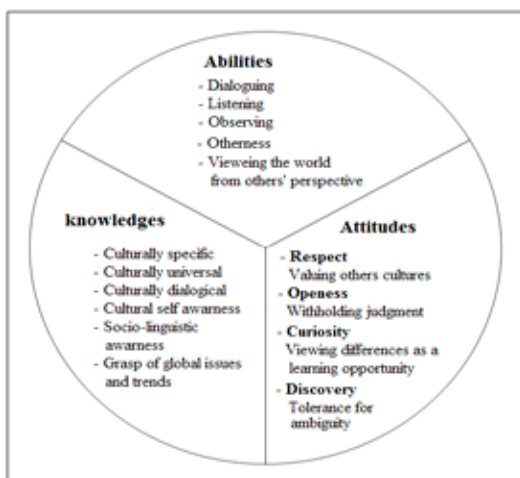 Abilities
- Dialoguing
- Listening
- Observing
- Otherness
- Vieweing the world
from others' perspective
knowledges
- Culturally specific
- Culturally universal
- Culturally dialogical
- Cultural self awarness
- Socio-linguistic
awarness
- Grasp of global issues
and trends
Attitudes
- Respect
Valuing others cultures
- Openess
Withholding judgment
- Curiosity
Viewing differences as a
learning opportunity
- Discovery
Tolerance for
ambiguity